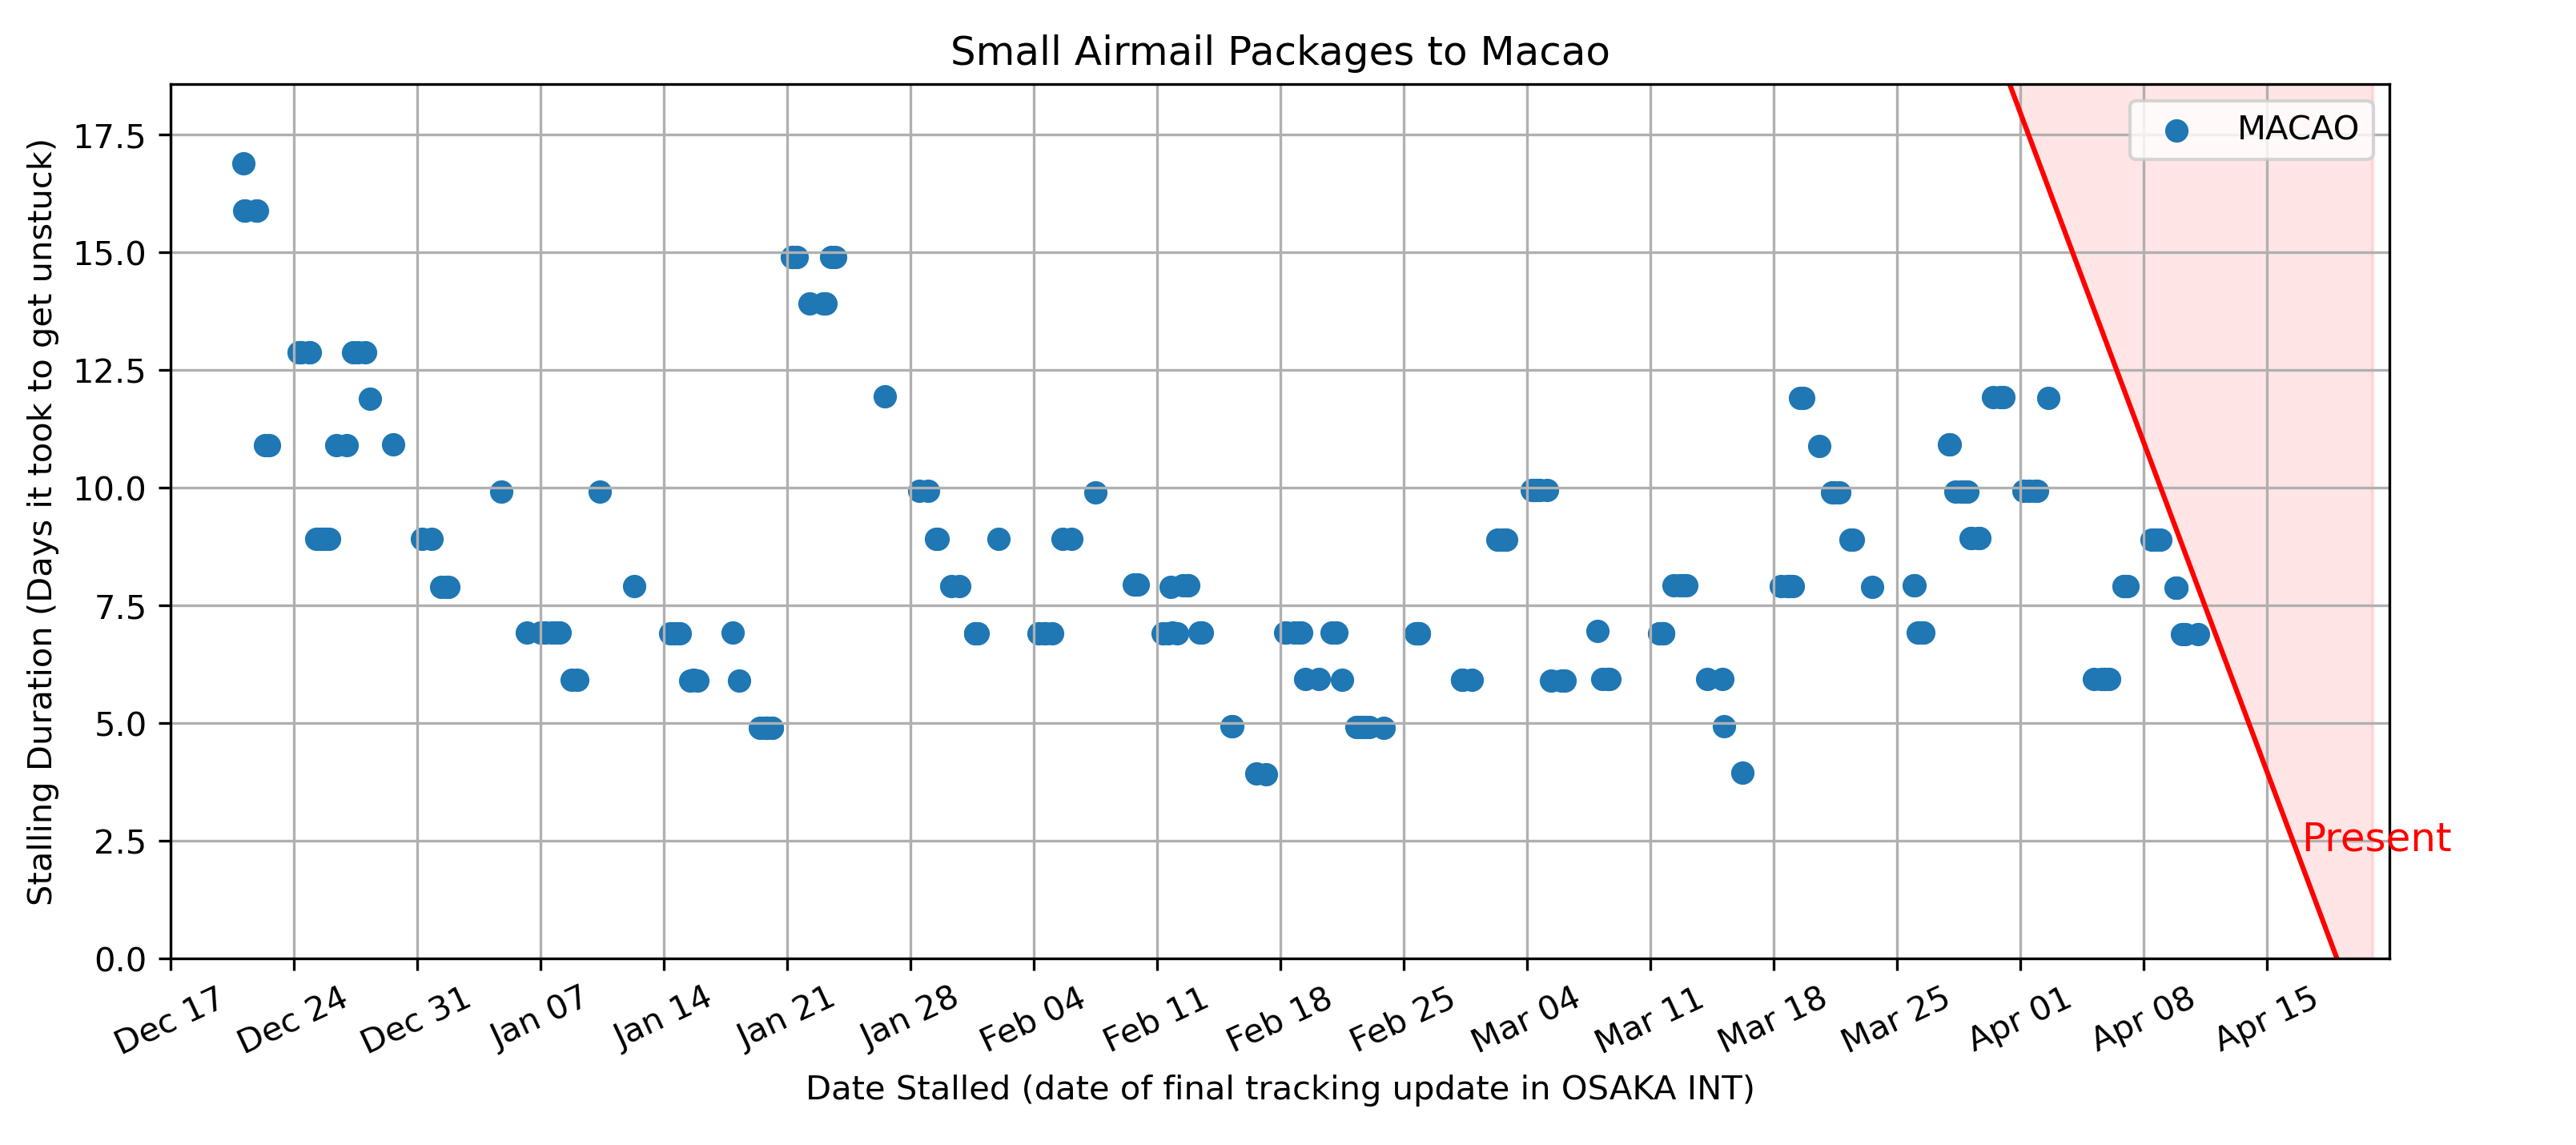 Small Airmail Packages to Macao
MACAO
Stalling Duration (Days it took to get unstuck)
17.5
15.0
12.5
10.0
7.5
5.0
2.5
0.0
Present
Dec 17
Dec 24
Dec 31
Jan 07
Jan 14
Jan 21
Jan 28
Feb 04
Feb 11
Feb 18
Feb 25
Mar 04
Mar 11
Mar 18
Mar 25
Apr 01
Apr 08
Apr 15
Date Stalled (date of final tracking update in OSAKA INT)